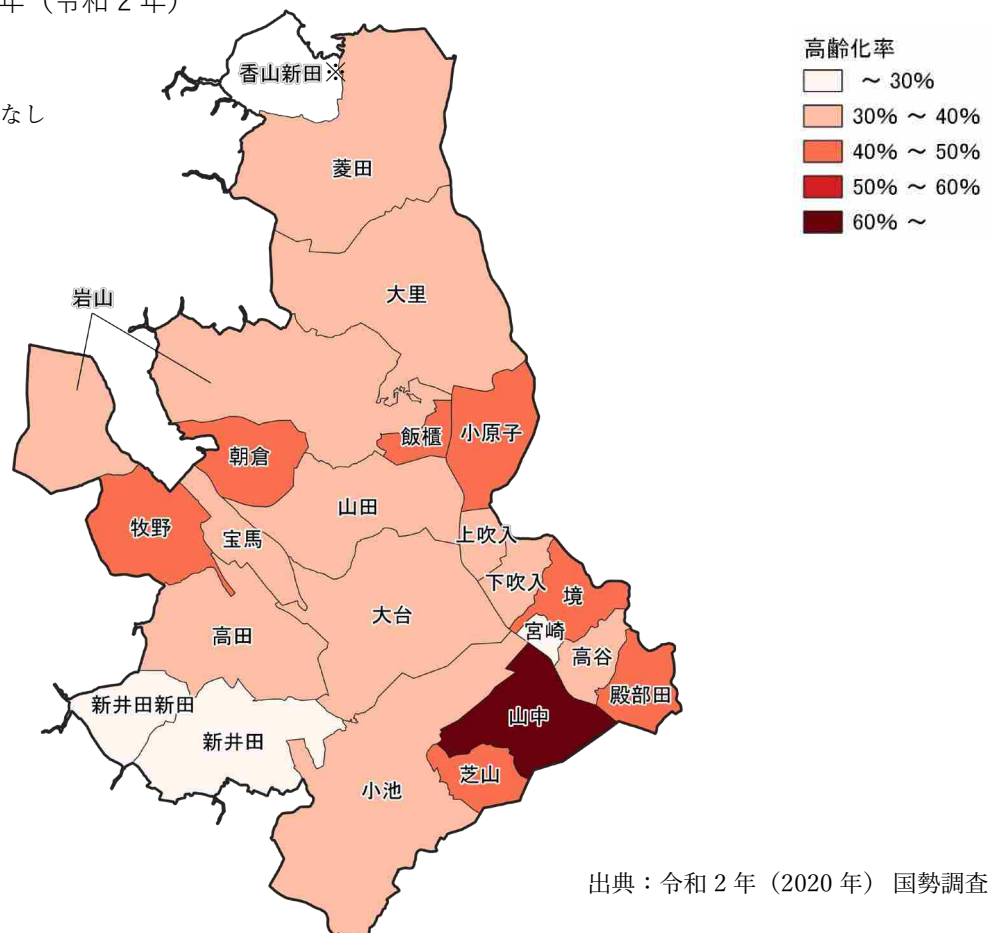 年（令和２年）
香山新田※
なし
菱田
大里
岩山
飯櫃
小原子
朝倉
山田
牧野
宝馬
上吹入
下吹入
境
大台
宮崎
高田
高谷
殿部田
新井田新田
山中
新井田
芝山
小池
高齢化率
～ 30%
30% ～ 40%
40% ～ 50%
50% ～ 60%
60% ～
出典：令和２年（2020 年） 国勢調査